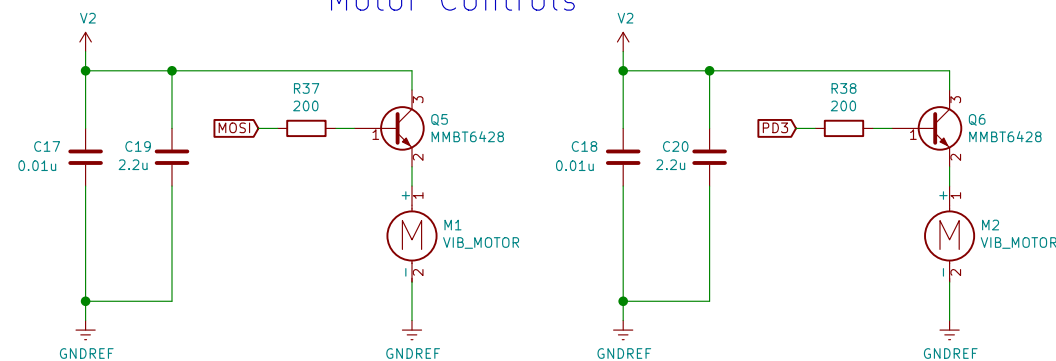 Motor Controls
V2
V2
R37
200
R38
200
3
3
MOSI
1
Q5
MMBT6428
PD3
1
Q6
MMBT6428
C17
0.01u
C19
2.2u
2
C18
0.01u
C20
2.2u
2
+
1
+
1
M
M1
VIB_MOTOR
M
M2
VIB_MOTOR
-
2
-
2
GNDREF
GNDREF
GNDREF
GNDREF